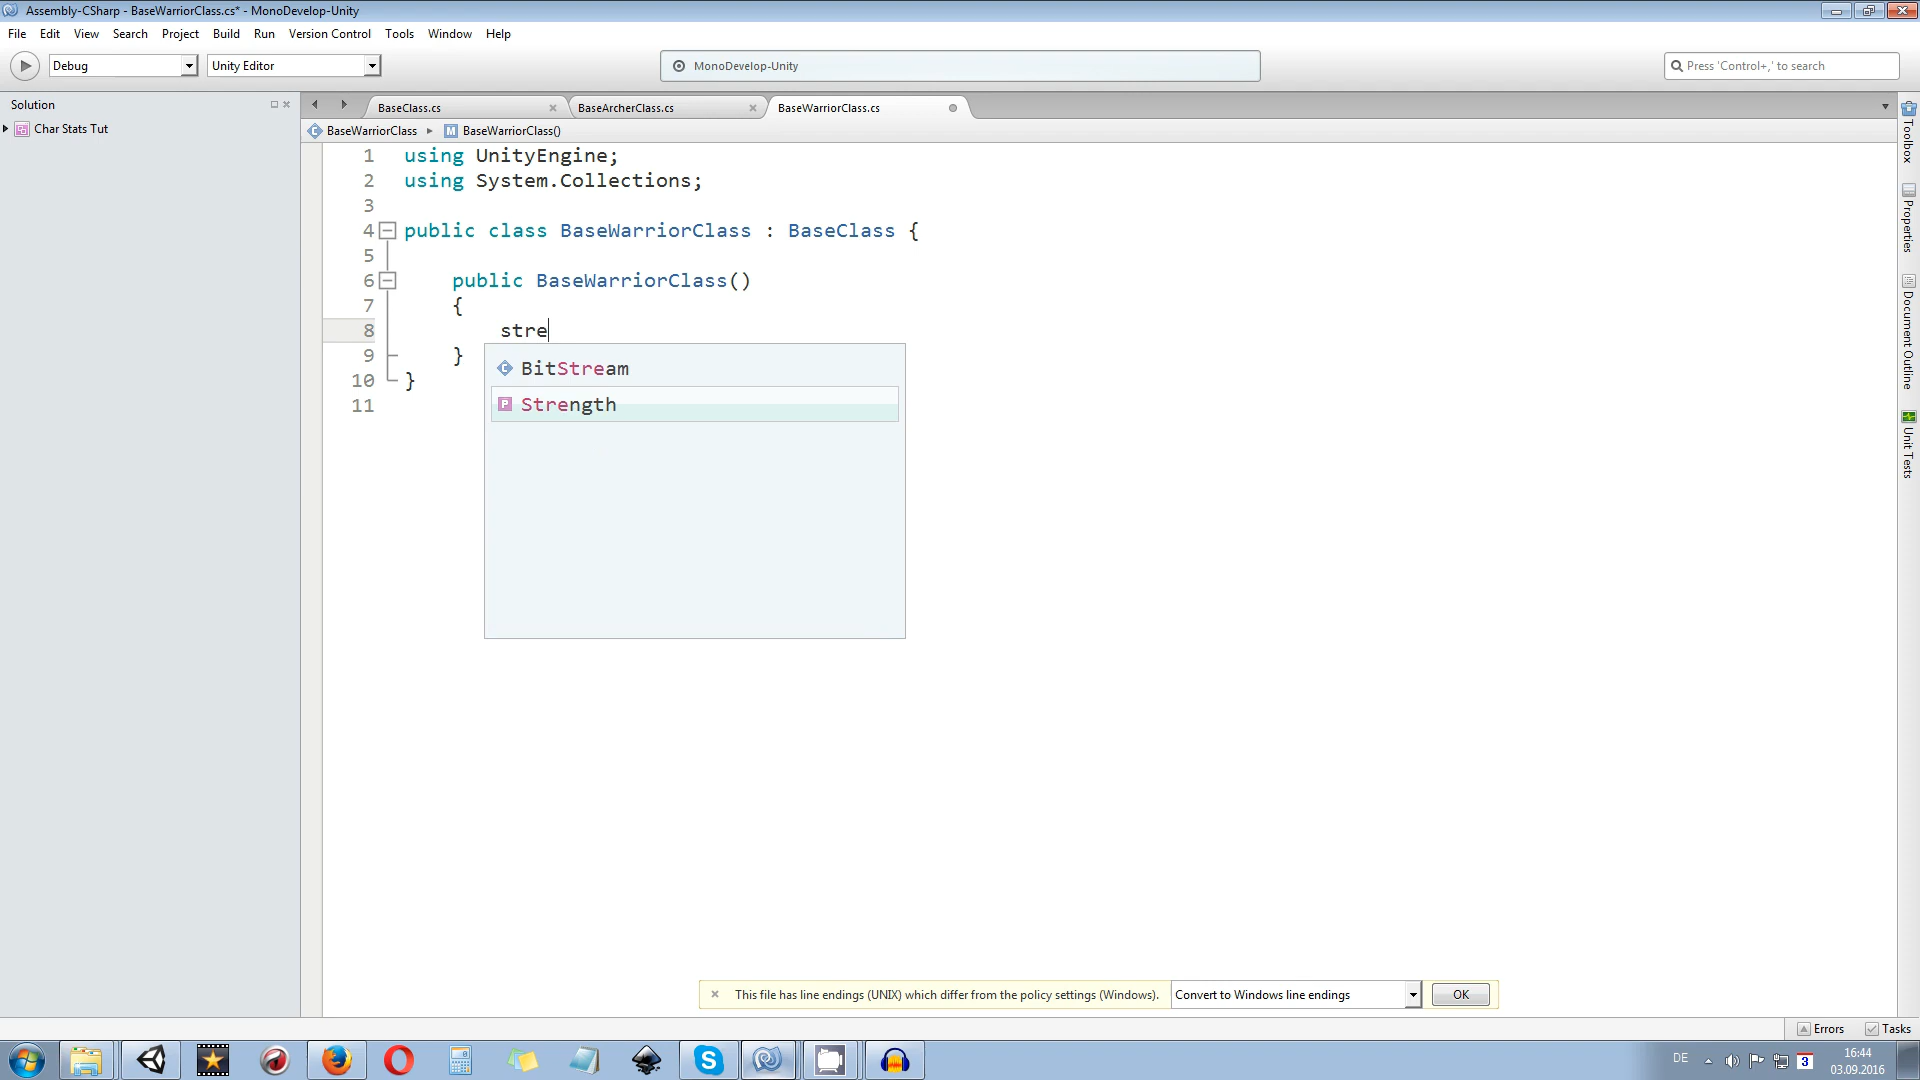 Assembly-CSharp - BaseWarriorClass.cs* - MonoDevelop-Unity
File Edit View Search Project Build Run Version Control Tools Window Help
Debug Unity Editor MonoDevelop-Unity Press 'Control+,' to search
Solution
Char Stats Tut
BaseClass.cs BaseArcherClass.cs BaseWarriorClass.cs
BaseWarriorClass M BaseWarriorClass()
1 using UnityEngine;
2 using System.Collections;
3
4 public class BaseWarriorClass : BaseClass {
5
6 public BaseWarriorClass()
7 {
8 stre
9 }
10 }
11
C BitStream
P Strength
Toolbox
Properties
Document Outline
Unit Tests
This file has line endings (UNIX) which differ from the policy settings (Windows). Convert to Windows line endings OK
Errors Tasks
DE 3 16:44
03.09.2016